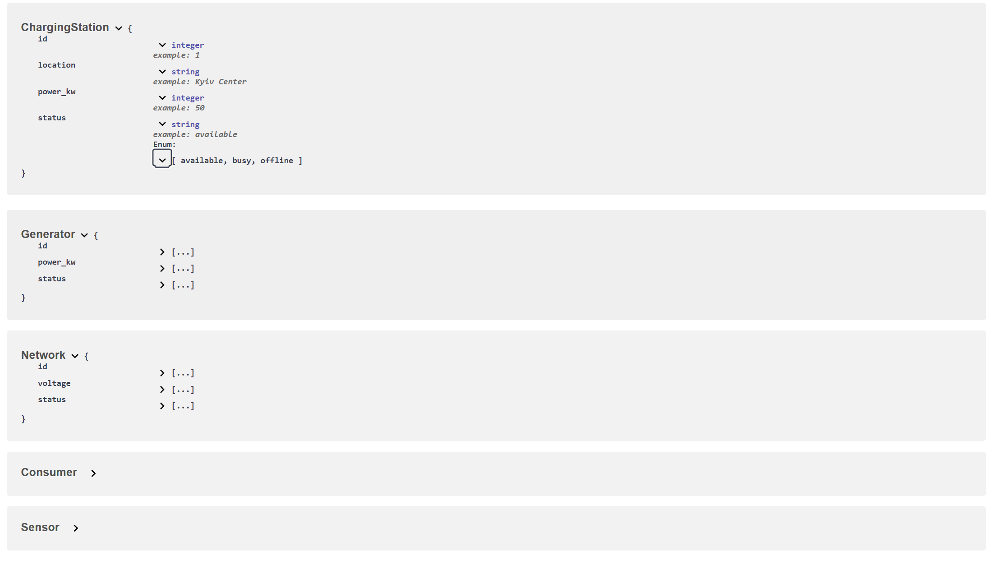 ChargingStation {
id
integer
example: 1
location
string
example: Kyiv Center
power_kw
integer
example: 50
status
string
example: available
Enum:
[ available, busy, offline ]
}
Generator {
id [...]
power_kw [...]
status [...]
}
Network {
id [...]
voltage [...]
status [...]
}
Consumer
Sensor